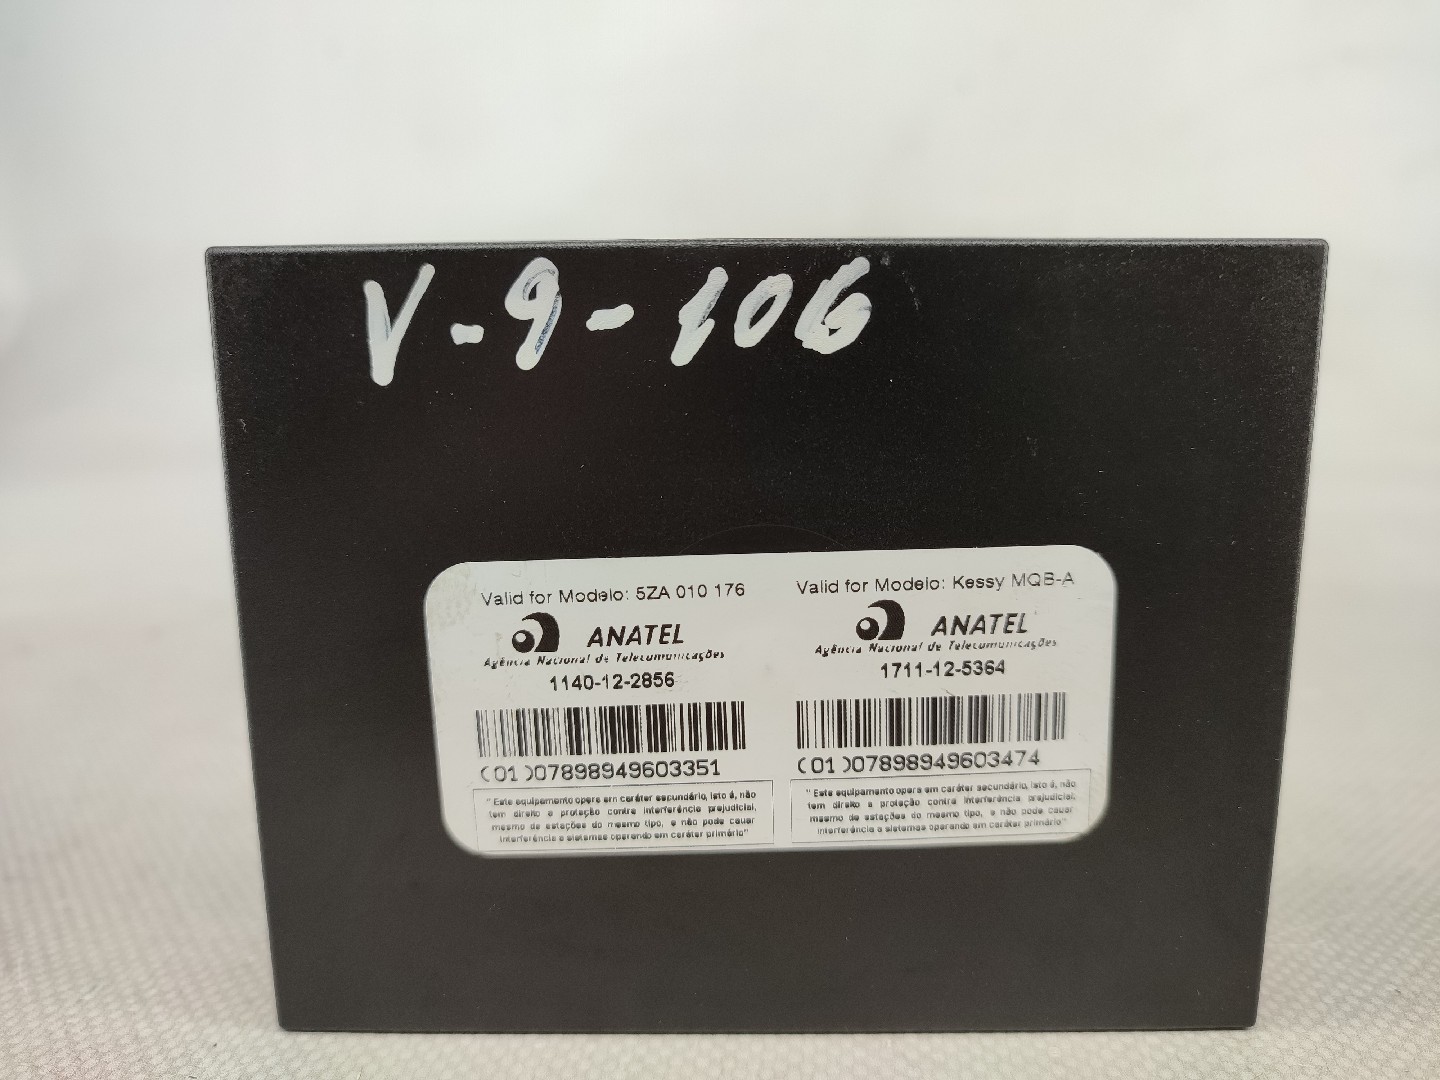 V-9-106
Valid for Modelo: 5ZA 010 176
ANATEL
Agência Nacional de Telecomunicações
1140-12-2856
(01)07898949603351
"Este equipamento opera em caráter secundário, isto é, não
tem direito a proteção contra interferência prejudicial,
mesmo de estações do mesmo tipo, e não pode causar
interferência a sistemas operando em caráter primário"
Valid for Modelo: Kessy MQB-A
ANATEL
Agência Nacional de Telecomunicações
1711-12-5364
(01)07898949603474
"Este equipamento opera em caráter secundário, isto é, não
tem direito a proteção contra interferência prejudicial,
mesmo de estações do mesmo tipo, e não pode causar
interferência a sistemas operando em caráter primário"